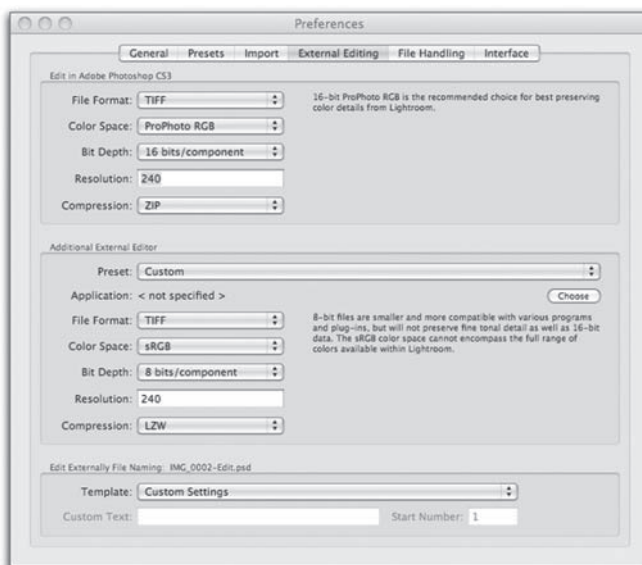 Preferences
General Presets Import External Editing File Handling Interface
Edit in Adobe Photoshop CS3
File Format: TIFF
16-bit ProPhoto RGB is the recommended choice for best preserving
color details from Lightroom.
Color Space: ProPhoto RGB
Bit Depth: 16 bits/component
Resolution: 240
Compression: ZIP
Additional External Editor
Preset: Custom
Application: < not specified >
Choose
File Format: TIFF
8-bit files are smaller and more compatible with various programs
and plug-ins, but will not preserve fine tonal detail as well as 16-bit
data. The sRGB color space cannot encompass the full range of
colors available within Lightroom.
Color Space: sRGB
Bit Depth: 8 bits/component
Resolution: 240
Compression: LZW
Edit Externally File Naming: IMG_0002-Edit.psd
Template: Custom Settings
Custom Text:
Start Number: 1